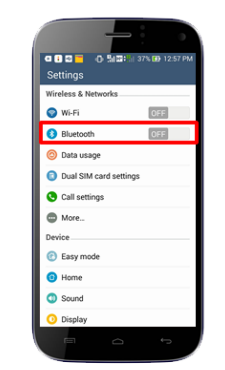 37% 12:57 PM
Settings
Wireless & Networks
Wi-Fi OFF
Bluetooth OFF
Data usage
Dual SIM card settings
Call settings
More...
Device
Easy mode
Home
Sound
Display